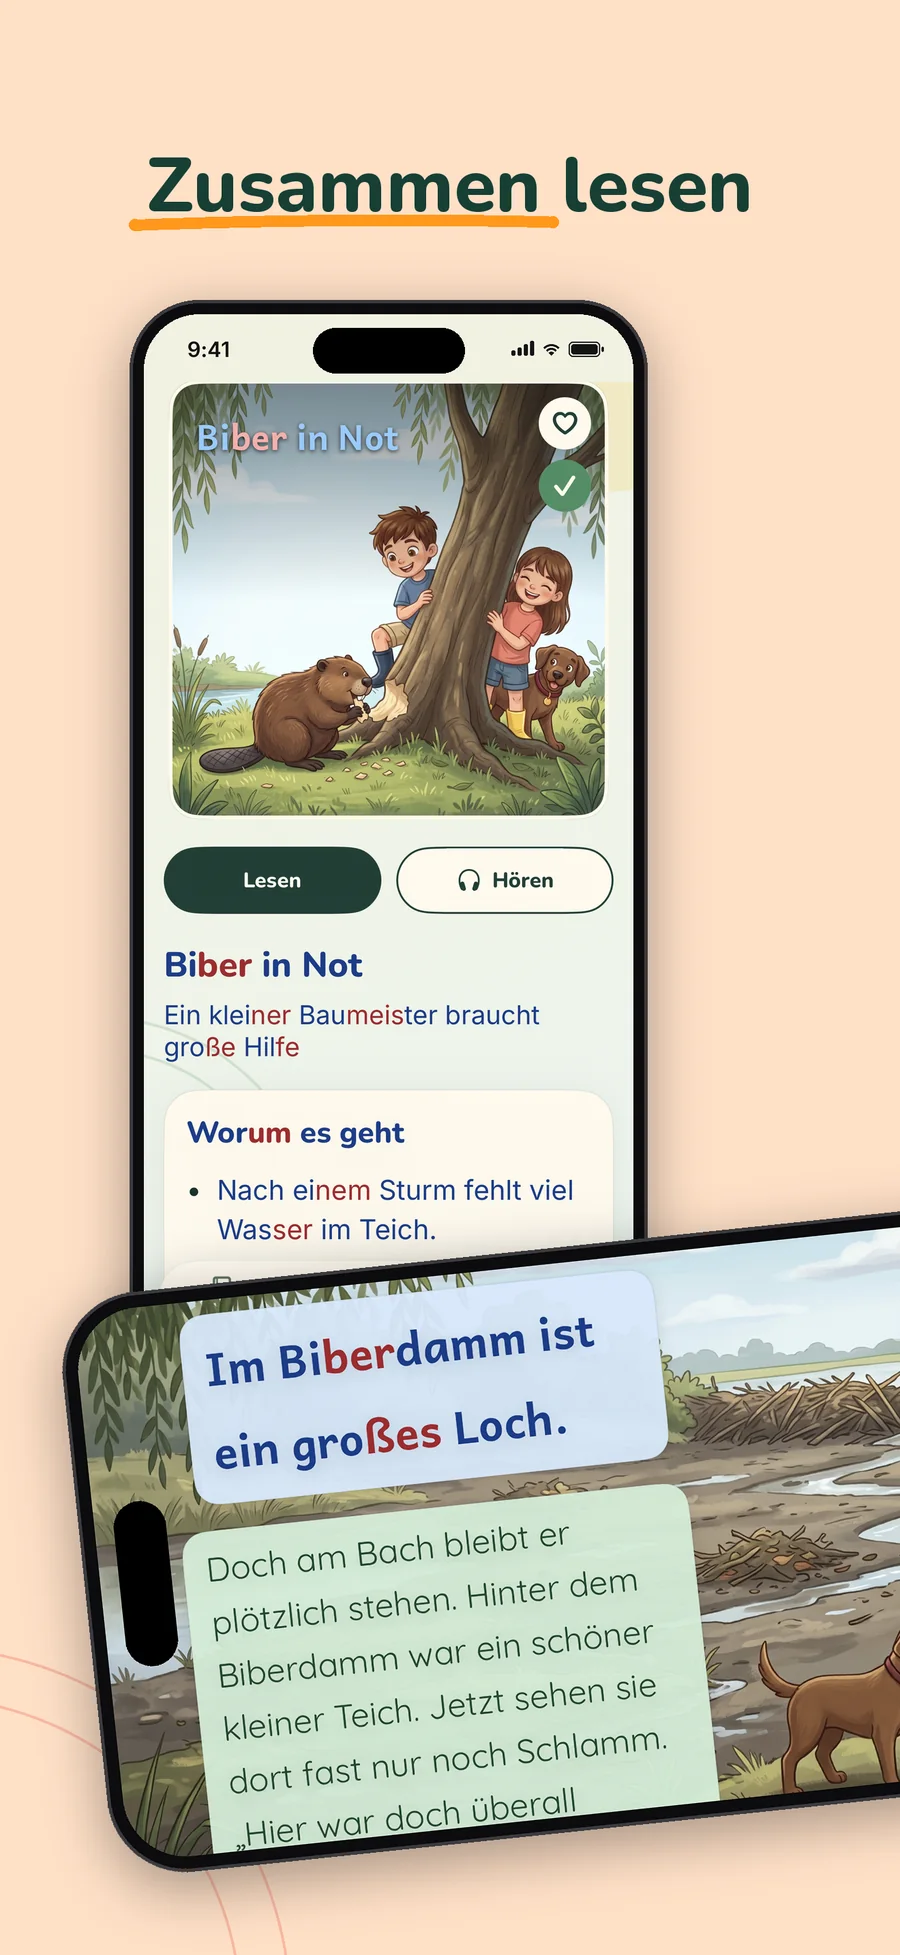 Zusammen lesen
9:41
Biber in Not
Lesen
Hören
Biber in Not
Ein kleiner Baumeister braucht
große Hilfe
Worum es geht
• Nach einem Sturm fehlt viel
Wasser im Teich.
Im Biberdamm ist
ein großes Loch.
Doch am Bach bleibt er
plötzlich stehen. Hinter dem
Biberdamm war ein schöner
kleiner Teich. Jetzt sehen sie
dort fast nur noch Schlamm.
„Hier war doch überall